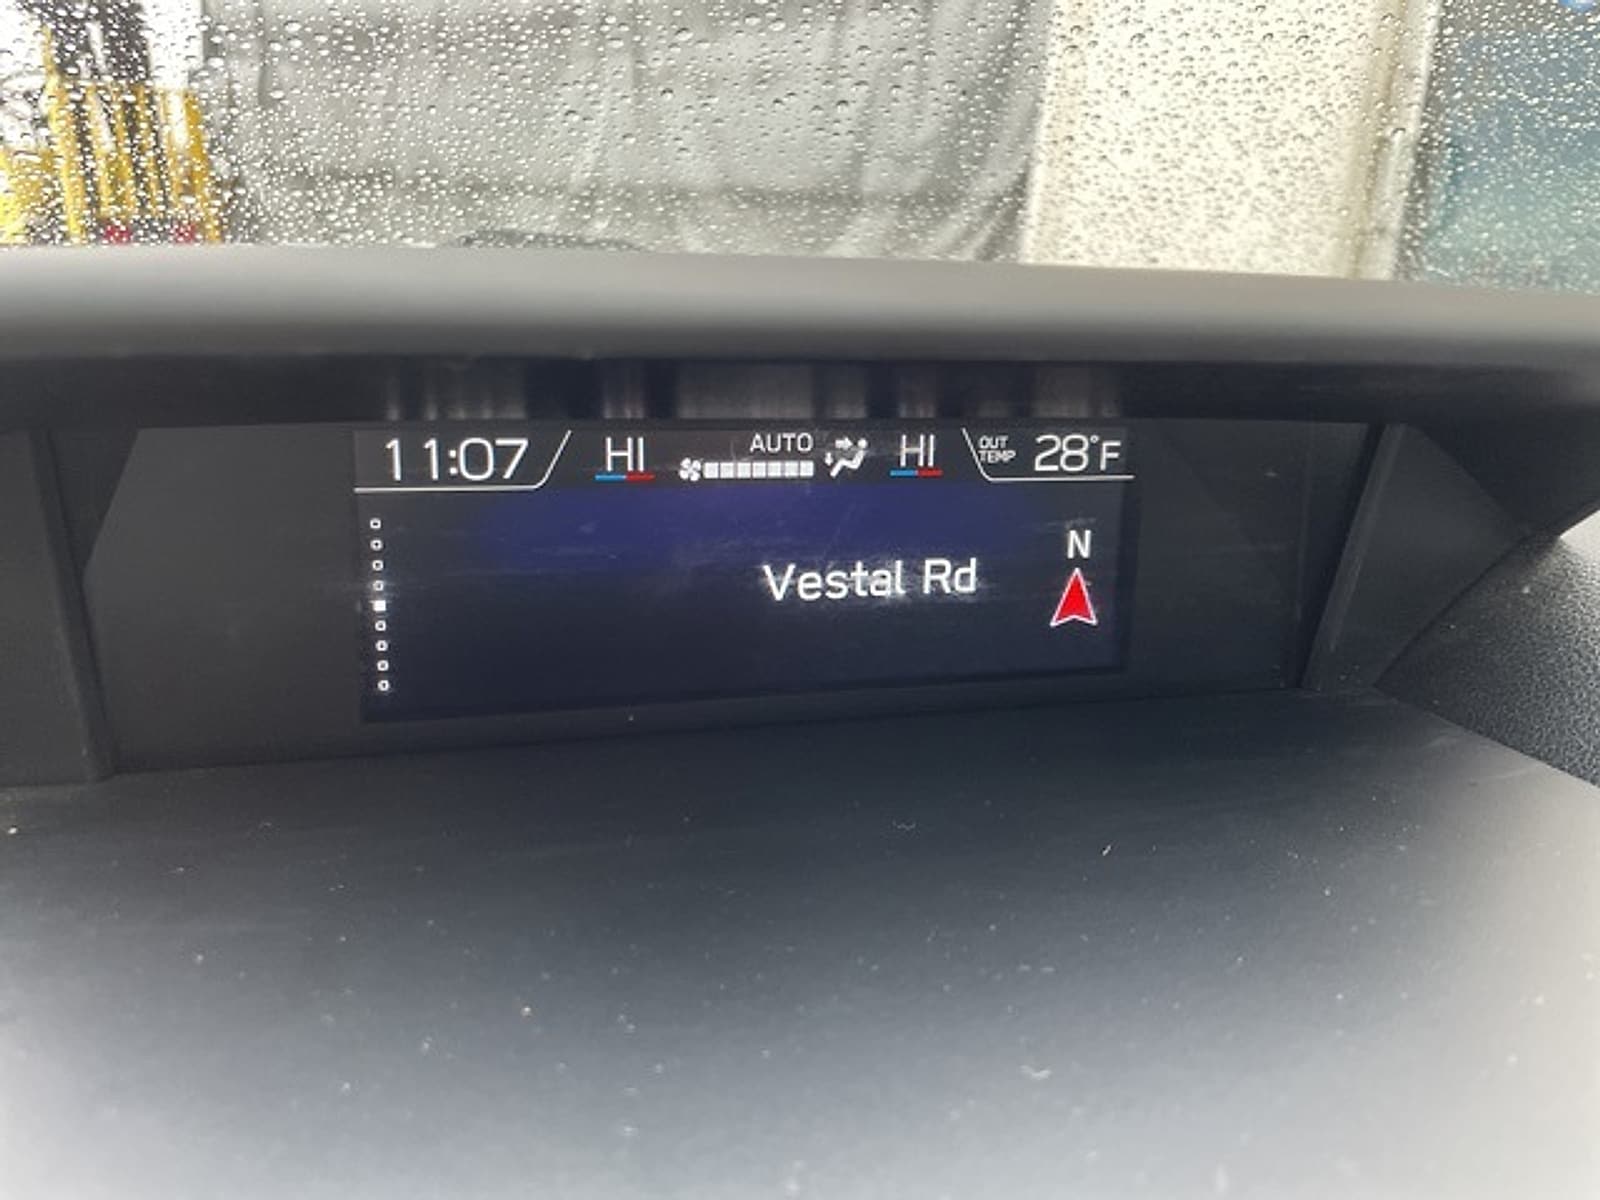 11:07 HI AUTO HI OUT TEMP 28°F
N
Vestal Rd